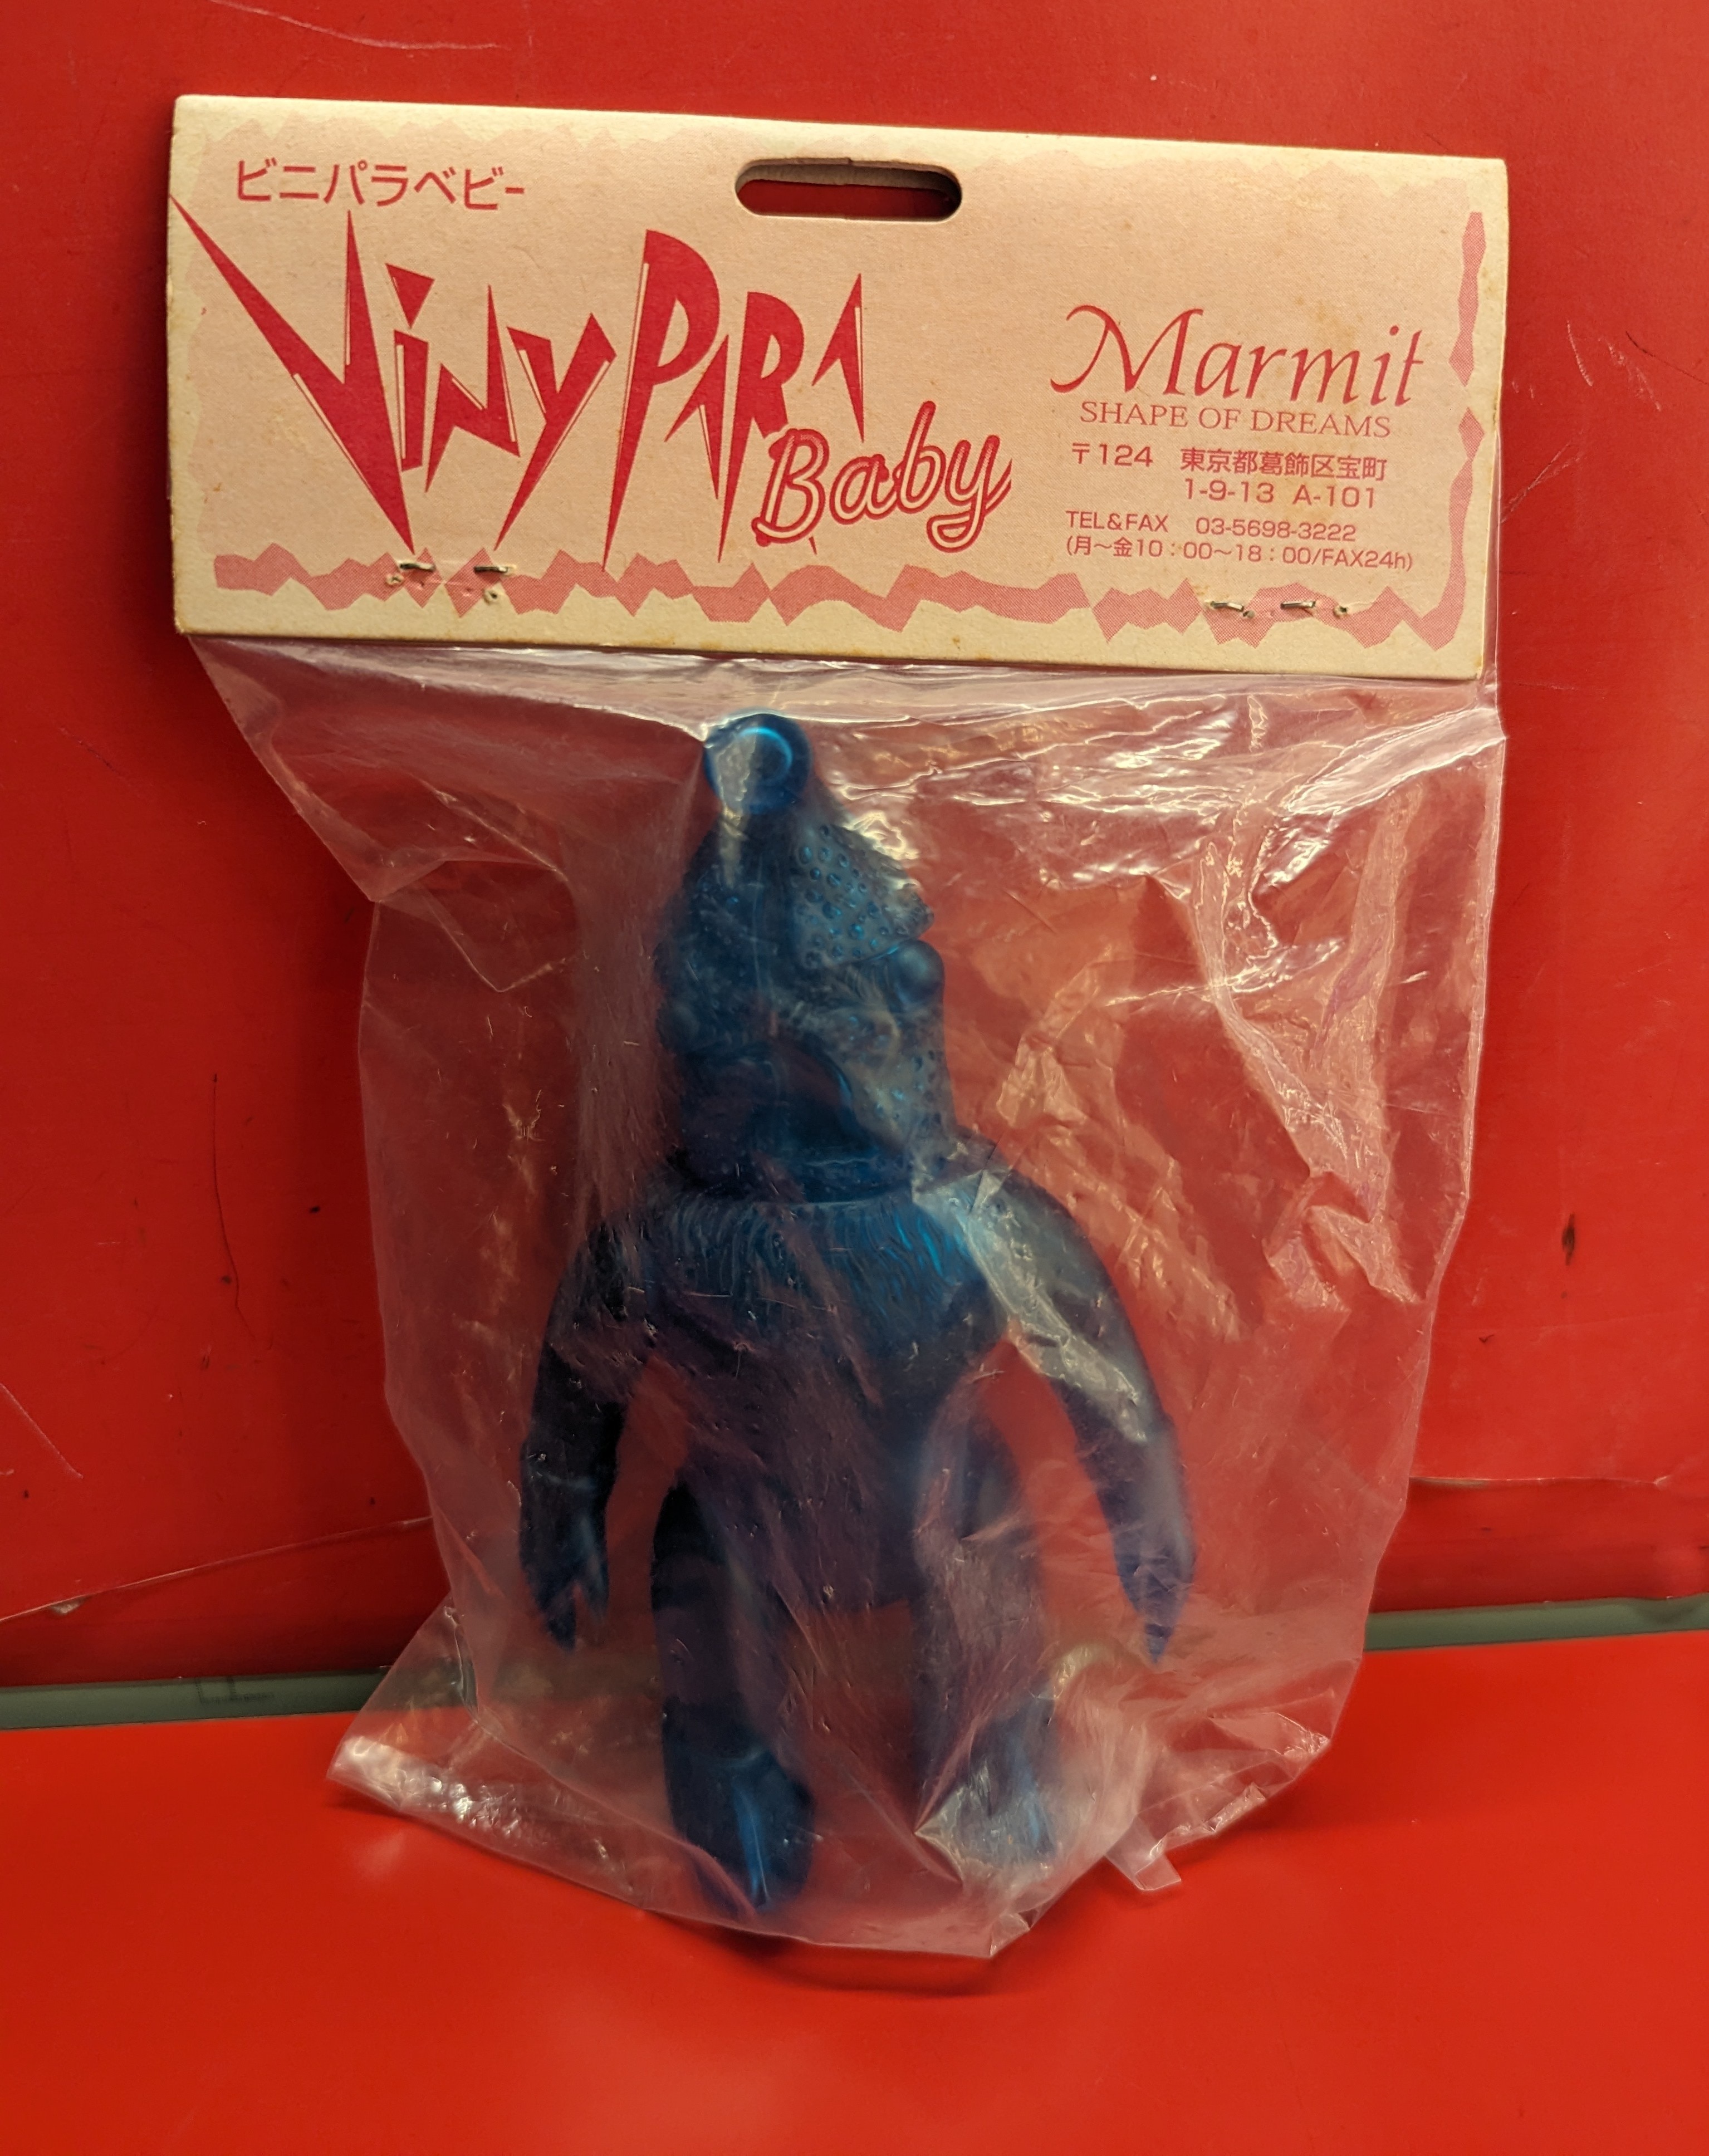 ビニパラベビー
VINYPARA
Baby
Marmit
SHAPE OF DREAMS
〒124 東京都葛飾区宝町
1-9-13 A-101
TEL&FAX 03-5698-3222
(月～金10:00～18:00/FAX24h)